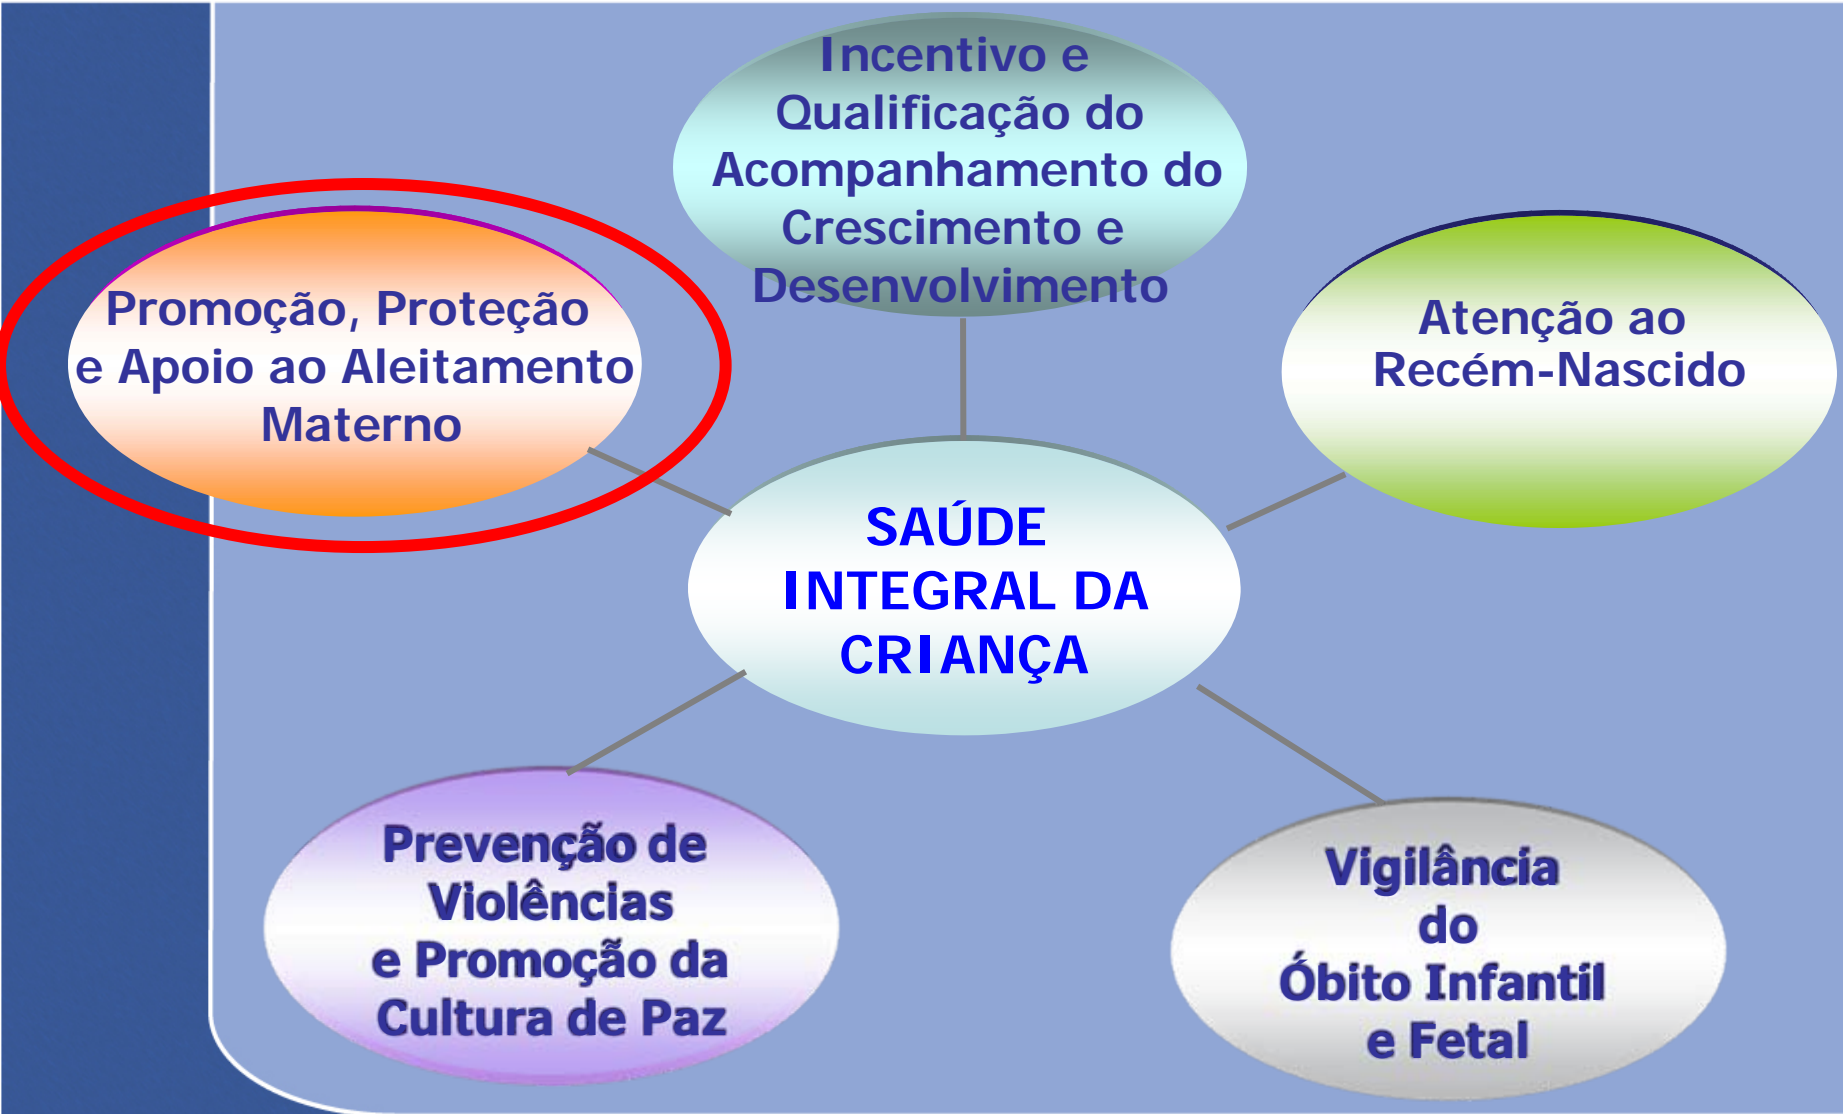 Incentivo e
Qualificação do
Acompanhamento do
Crescimento e
Desenvolvimento
Promoção, Proteção
e Apoio ao Aleitamento
Materno
Atenção ao
Recém-Nascido
SAÚDE
INTEGRAL DA
CRIANÇA
Prevenção de
Violências
e Promoção da
Cultura de Paz
Vigilância
do
Óbito Infantil
e Fetal